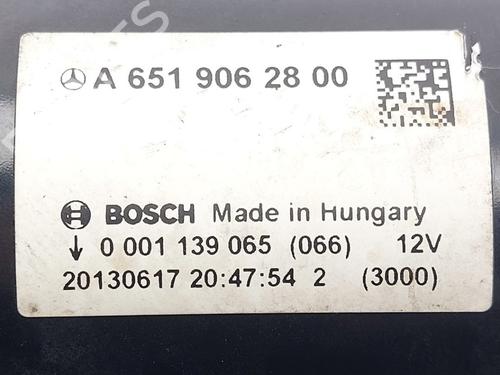 A 651 906 28 00
BOSCH Made in Hungary
↓ 0 001 139 065 (066) 12V
20130617 20:47:54 2 (3000)